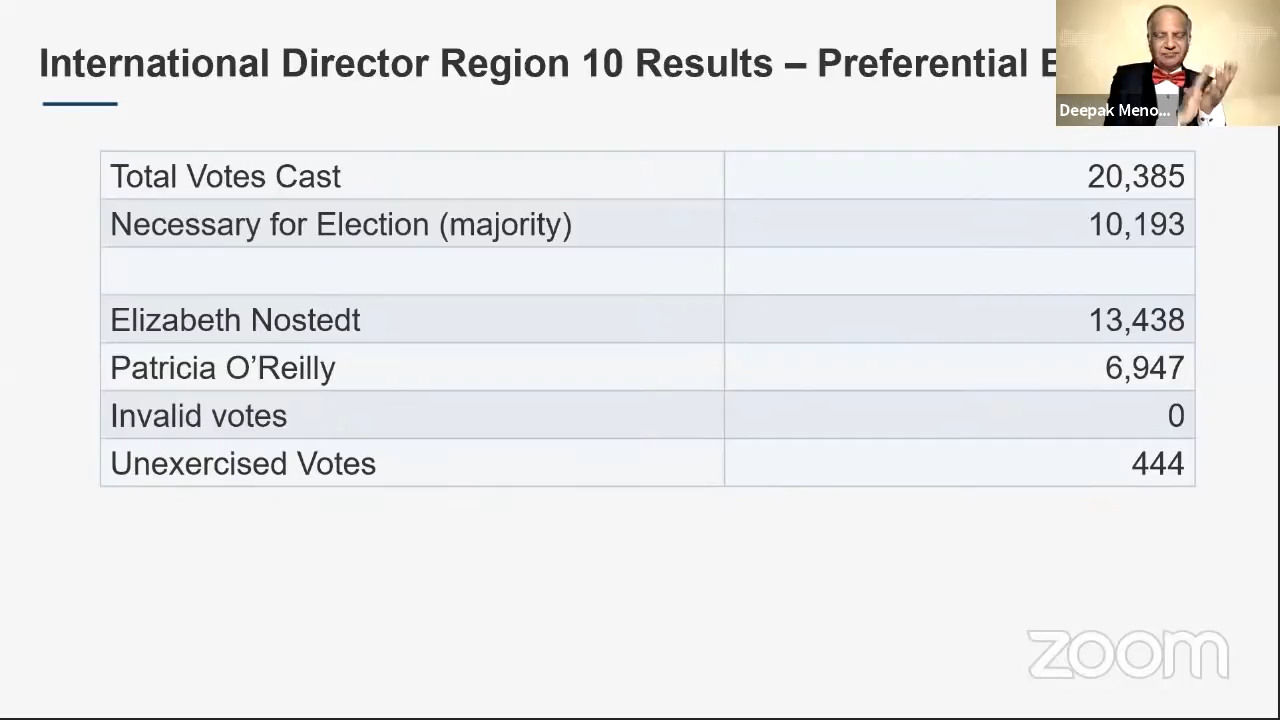 International Director Region 10 Results – Preferential
Deepak Meno...
Total Votes Cast 20,385
Necessary for Election (majority) 10,193
Elizabeth Nostedt 13,438
Patricia O’Reilly 6,947
Invalid votes 0
Unexercised Votes 444
zoom